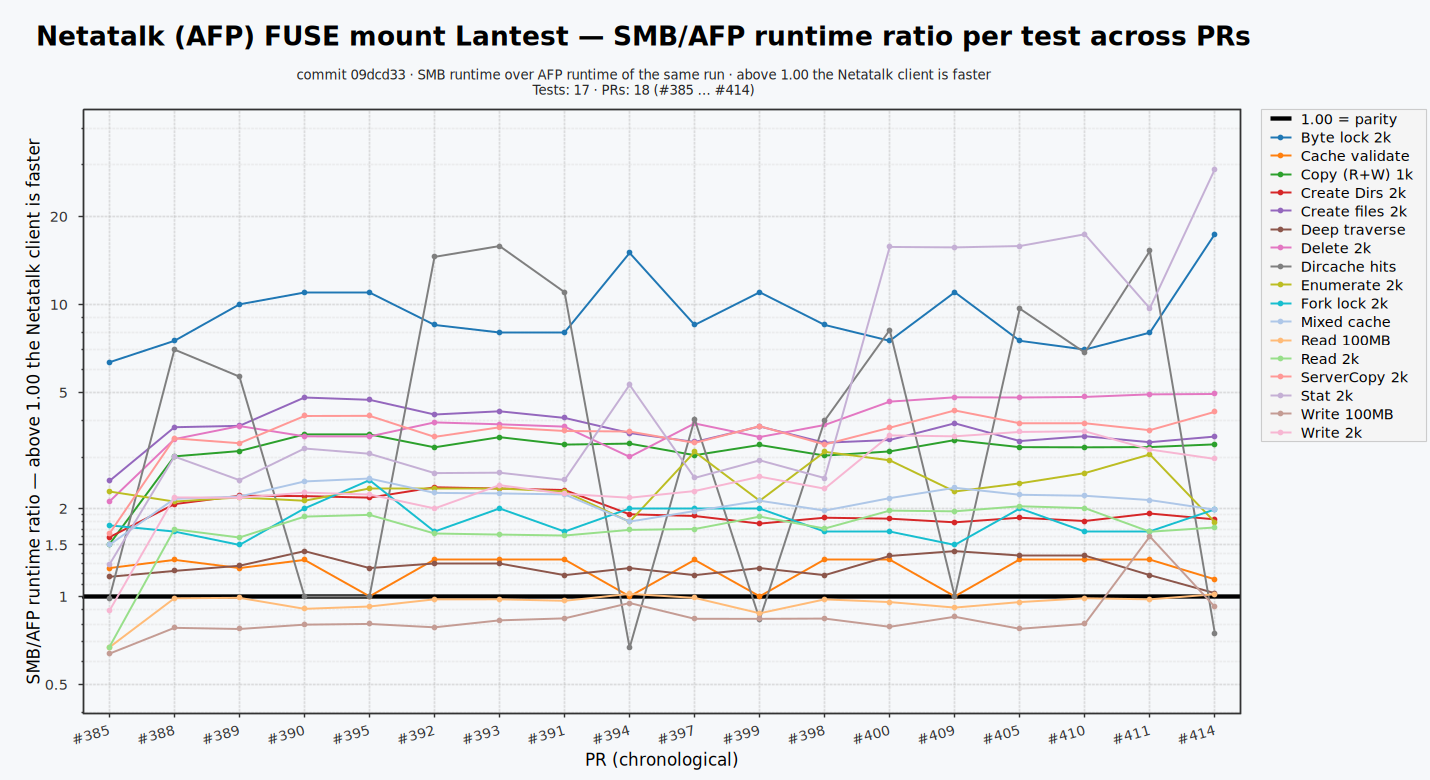 Netatalk (AFP) FUSE mount Lantest — SMB/AFP runtime ratio per test across PRs
commit 09dcd33 · SMB runtime over AFP runtime of the same run · above 1.00 the Netatalk client is faster
Tests: 17 · PRs: 18 (#385 ... #414)
SMB/AFP runtime ratio — above 1.00 the Netatalk client is faster
20
10
5
2
1.5
1
0.5
#385
#388
#389
#390
#395
#392
#393
#391
#394
#397
#399
#398
#400
#409
#405
#410
#411
#414
PR (chronological)
1.00 = parity
Byte lock 2k
Cache validate
Copy (R+W) 1k
Create Dirs 2k
Create files 2k
Deep traverse
Delete 2k
Dircache hits
Enumerate 2k
Fork lock 2k
Mixed cache
Read 100MB
Read 2k
ServerCopy 2k
Stat 2k
Write 100MB
Write 2k